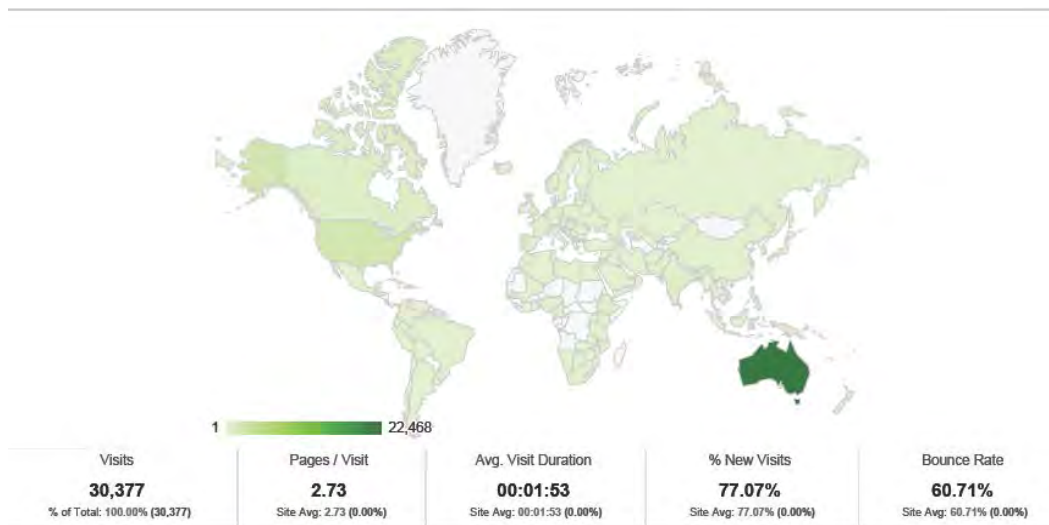 1 22,468
Visits
30,377
% of Total: 100.00% (30,377)
Pages / Visit
2.73
Site Avg: 2.73 (0.00%)
Avg. Visit Duration
00:01:53
Site Avg: 00:01:53 (0.00%)
% New Visits
77.07%
Site Avg: 77.07% (0.00%)
Bounce Rate
60.71%
Site Avg: 60.71% (0.00%)